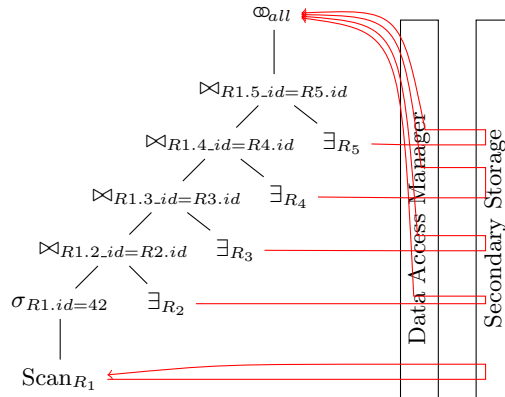 ꝏ_all
⋈_R1.5_id=R5.id
⋈_R1.4_id=R4.id
∃_R5
⋈_R1.3_id=R3.id
∃_R4
⋈_R1.2_id=R2.id
∃_R3
σ_R1.id=42
∃_R2
Scan_R1
Data Access Manager
Secondary Storage